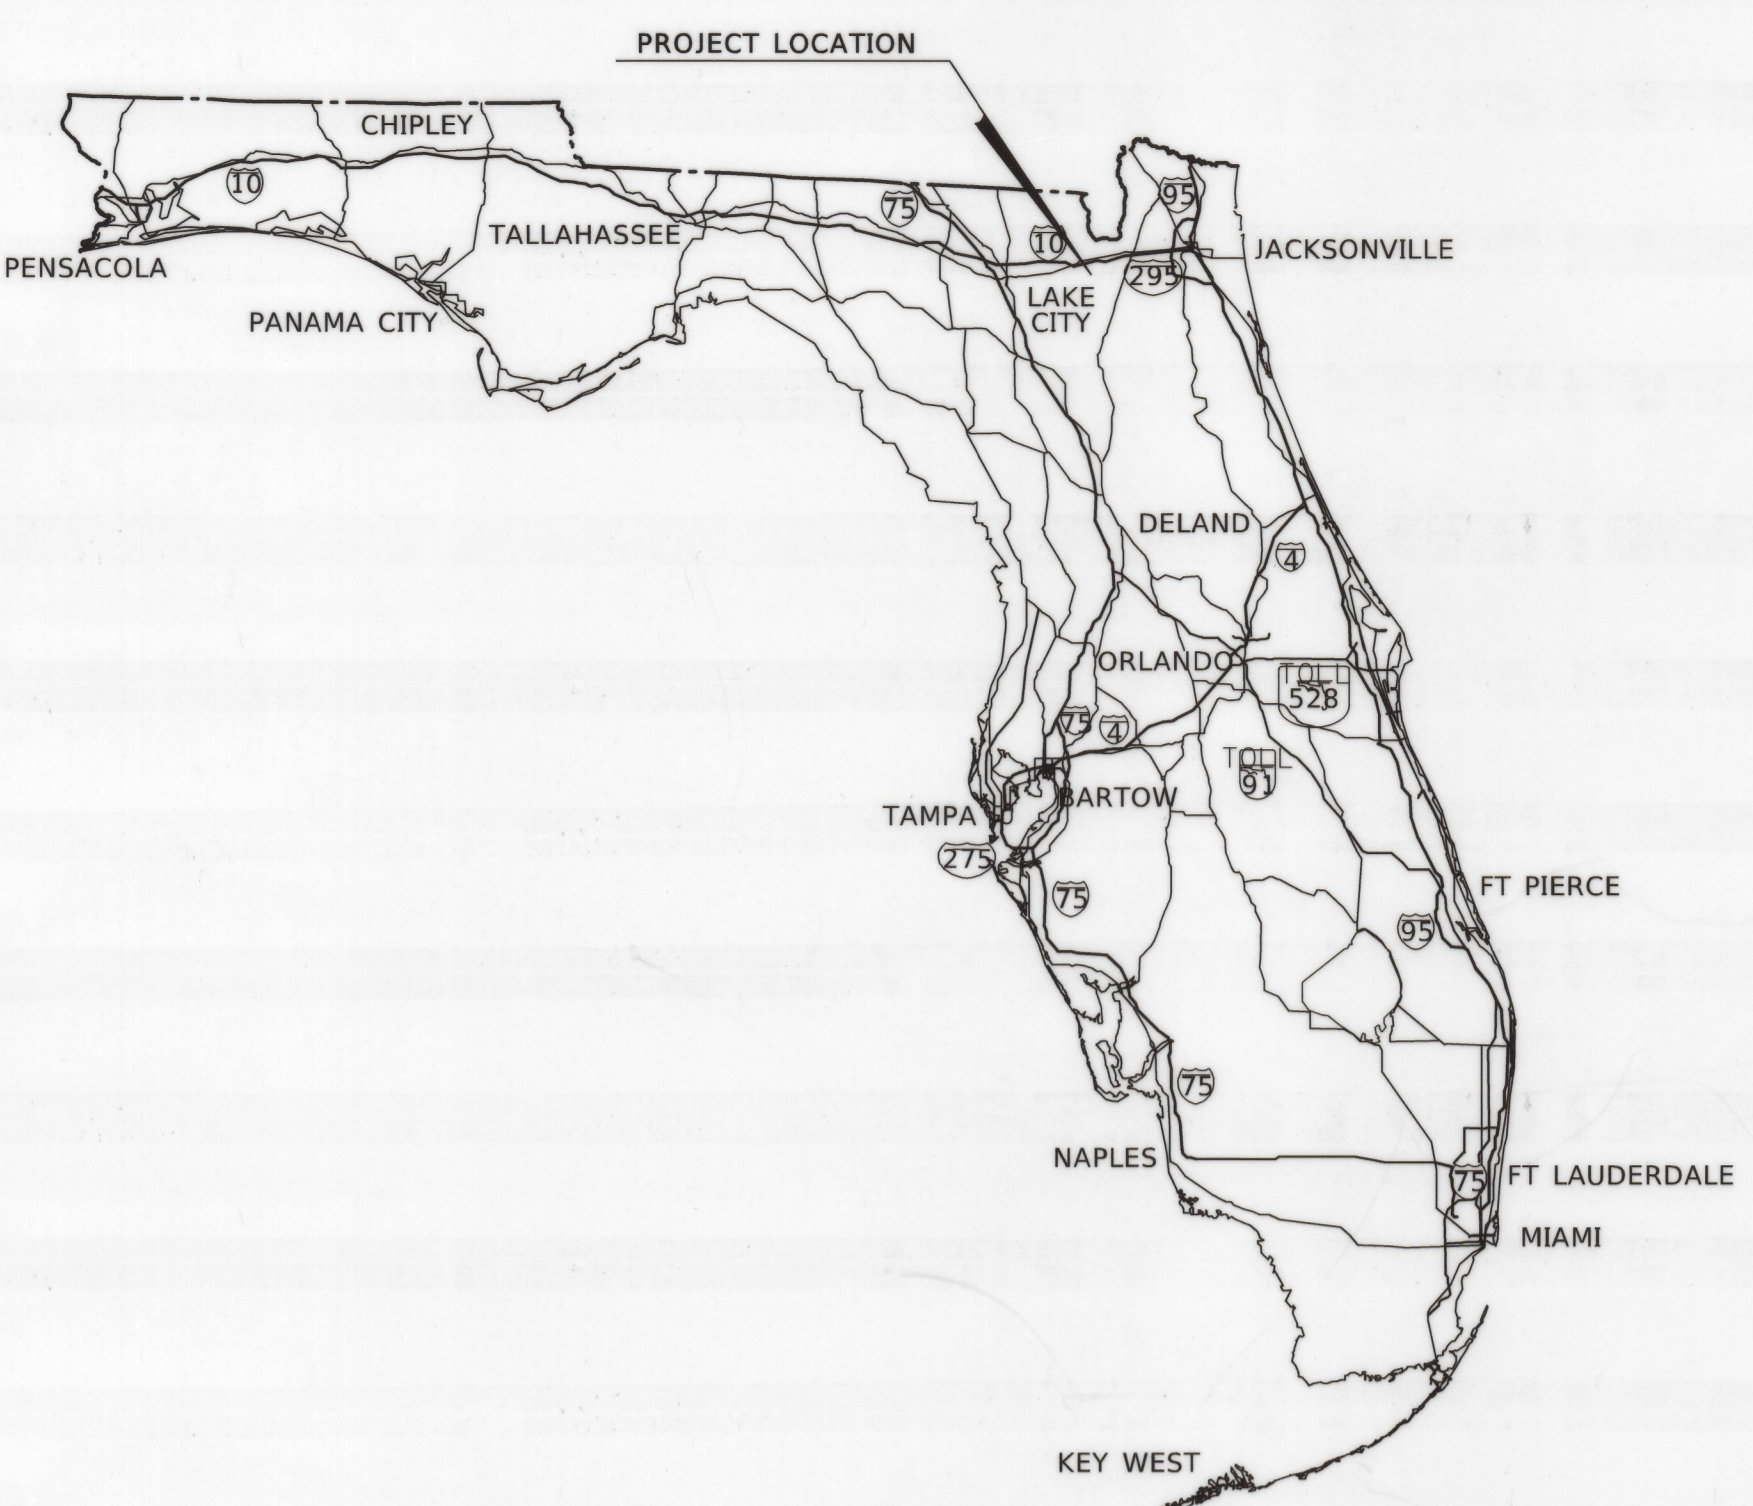 PROJECT LOCATION
CHIPLEY
10
75
95
TALLAHASSEE
10
JACKSONVILLE
PENSACOLA
295
LAKE
CITY
PANAMA CITY
DELAND
4
ORLANDO
TOLL
528
75
4
TOLL
91
BARTOW
TAMPA
275
75
FT PIERCE
95
75
NAPLES
75
FT LAUDERDALE
MIAMI
KEY WEST